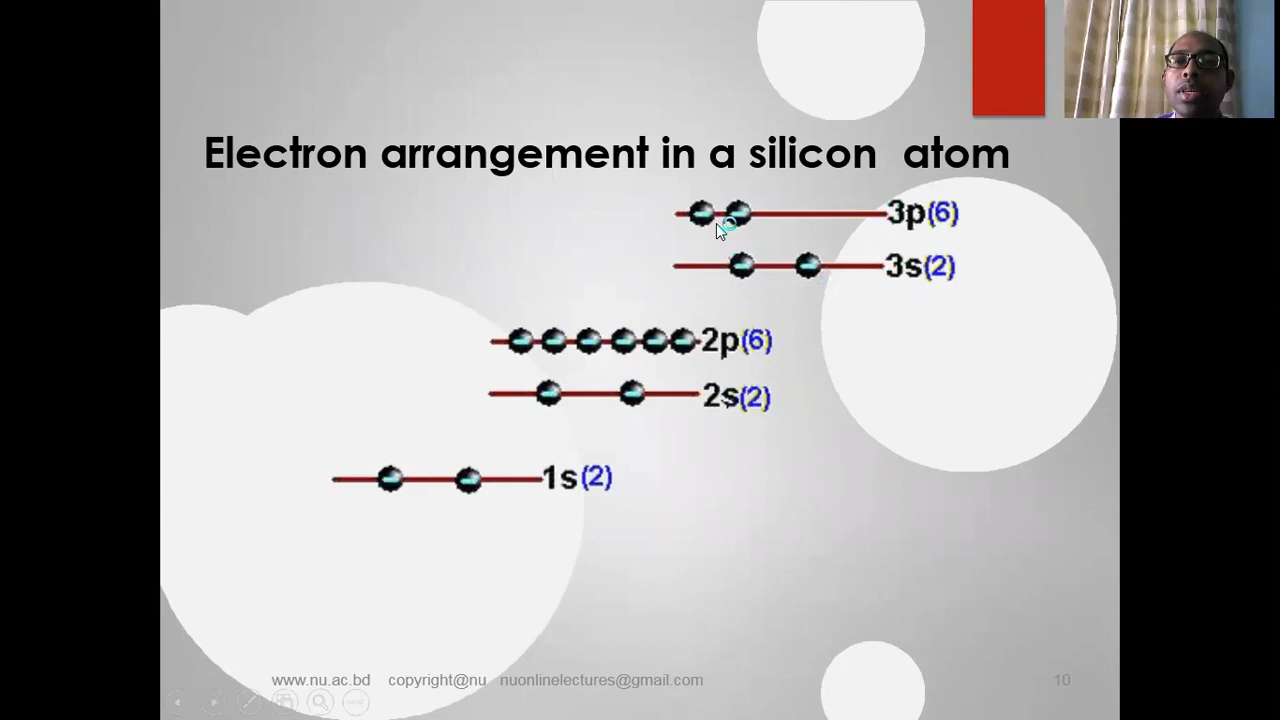 Electron arrangement in a silicon atom
3p(6)
3s(2)
2p(6)
2s(2)
1s(2)
www.nu.ac.bd copyright@nu nuonlinelectures@gmail.com 10